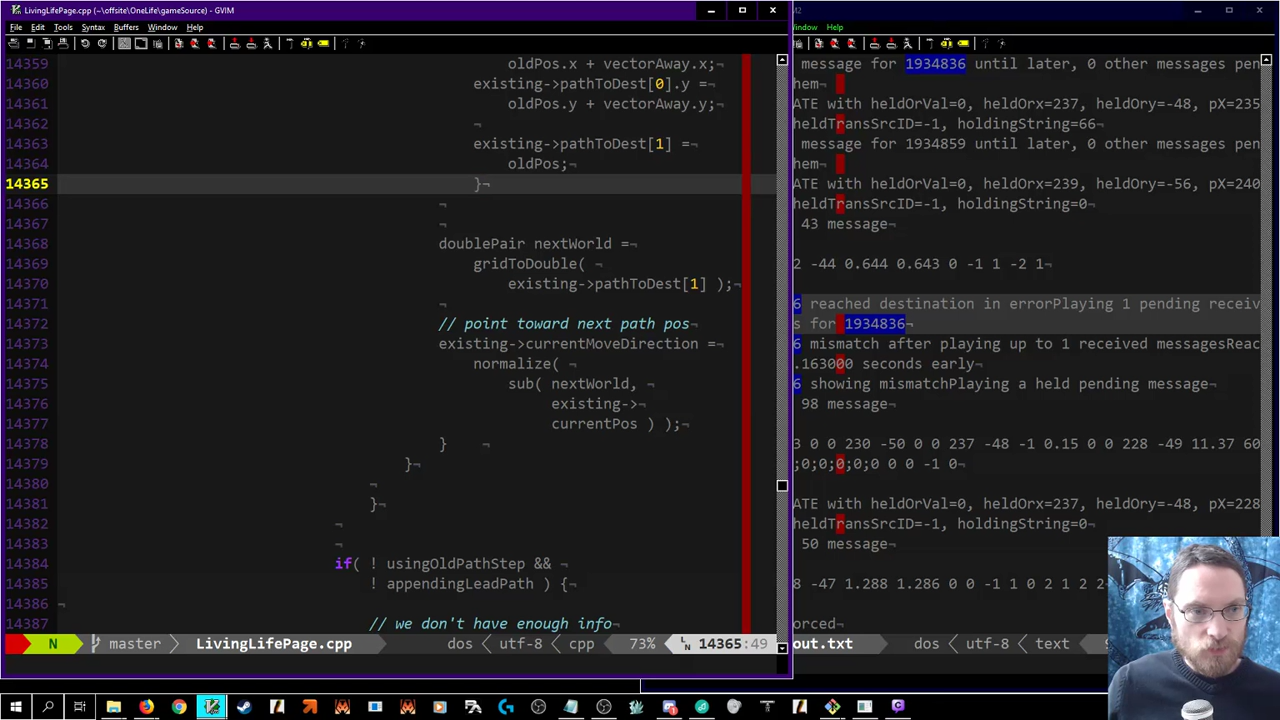 LivingLifePage.cpp (~\offsite\OneLife\gameSource) - GVIM
File Edit Tools Syntax Buffers Window Help
14359 oldPos.x + vectorAway.x;¬
14360 existing->pathToDest[0].y =¬
14361 oldPos.y + vectorAway.y;¬
14362 ¬
14363 existing->pathToDest[1] =¬
14364 oldPos;¬
14365 }¬
14366 ¬
14367 ¬
14368 doublePair nextWorld =¬
14369 gridToDouble( ¬
14370 existing->pathToDest[1] );¬
14371 ¬
14372 // point toward next path pos¬
14373 existing->currentMoveDirection =¬
14374 normalize( ¬
14375 sub( nextWorld, ¬
14376 existing->¬
14377 currentPos ) );¬
14378 } ¬
14379 }¬
14380 ¬
14381 }¬
14382 ¬
14383 ¬
14384 if( ! usingOldPathStep && ¬
14385 ! appendingLeadPath ) {¬
14386 ¬
14387 // we don't have enough info¬
N master LivingLifePage.cpp dos utf-8 cpp 73% LN 14365:49
indow Help
message for 1934836 until later, 0 other messages pen
hem¬
ATE with heldOrVal=0, heldOrx=237, heldOry=-48, pX=235
heldTransSrcID=-1, holdingString=66¬
message for 1934859 until later, 0 other messages pen
hem¬
ATE with heldOrVal=0, heldOrx=239, heldOry=-56, pX=240
heldTransSrcID=-1, holdingString=0¬
43 message¬
2 -44 0.644 0.643 0 -1 1 -2 1¬
6 reached destination in errorPlaying 1 pending receiv
s for 1934836¬
6 mismatch after playing up to 1 received messagesReac
.163000 seconds early¬
6 showing mismatchPlaying a held pending message¬
98 message¬
3 0 0 230 -50 0 0 237 -48 -1 0.15 0 0 228 -49 11.37 60
;0;0;0;0;0 0 0 -1 0¬
ATE with heldOrVal=0, heldOrx=237, heldOry=-48, pX=228
heldTransSrcID=-1, holdingString=0¬
50 message¬
8 -47 1.288 1.286 0 0 -1 1 0 2 1 2 2
orced
out.txt dos utf-8 text